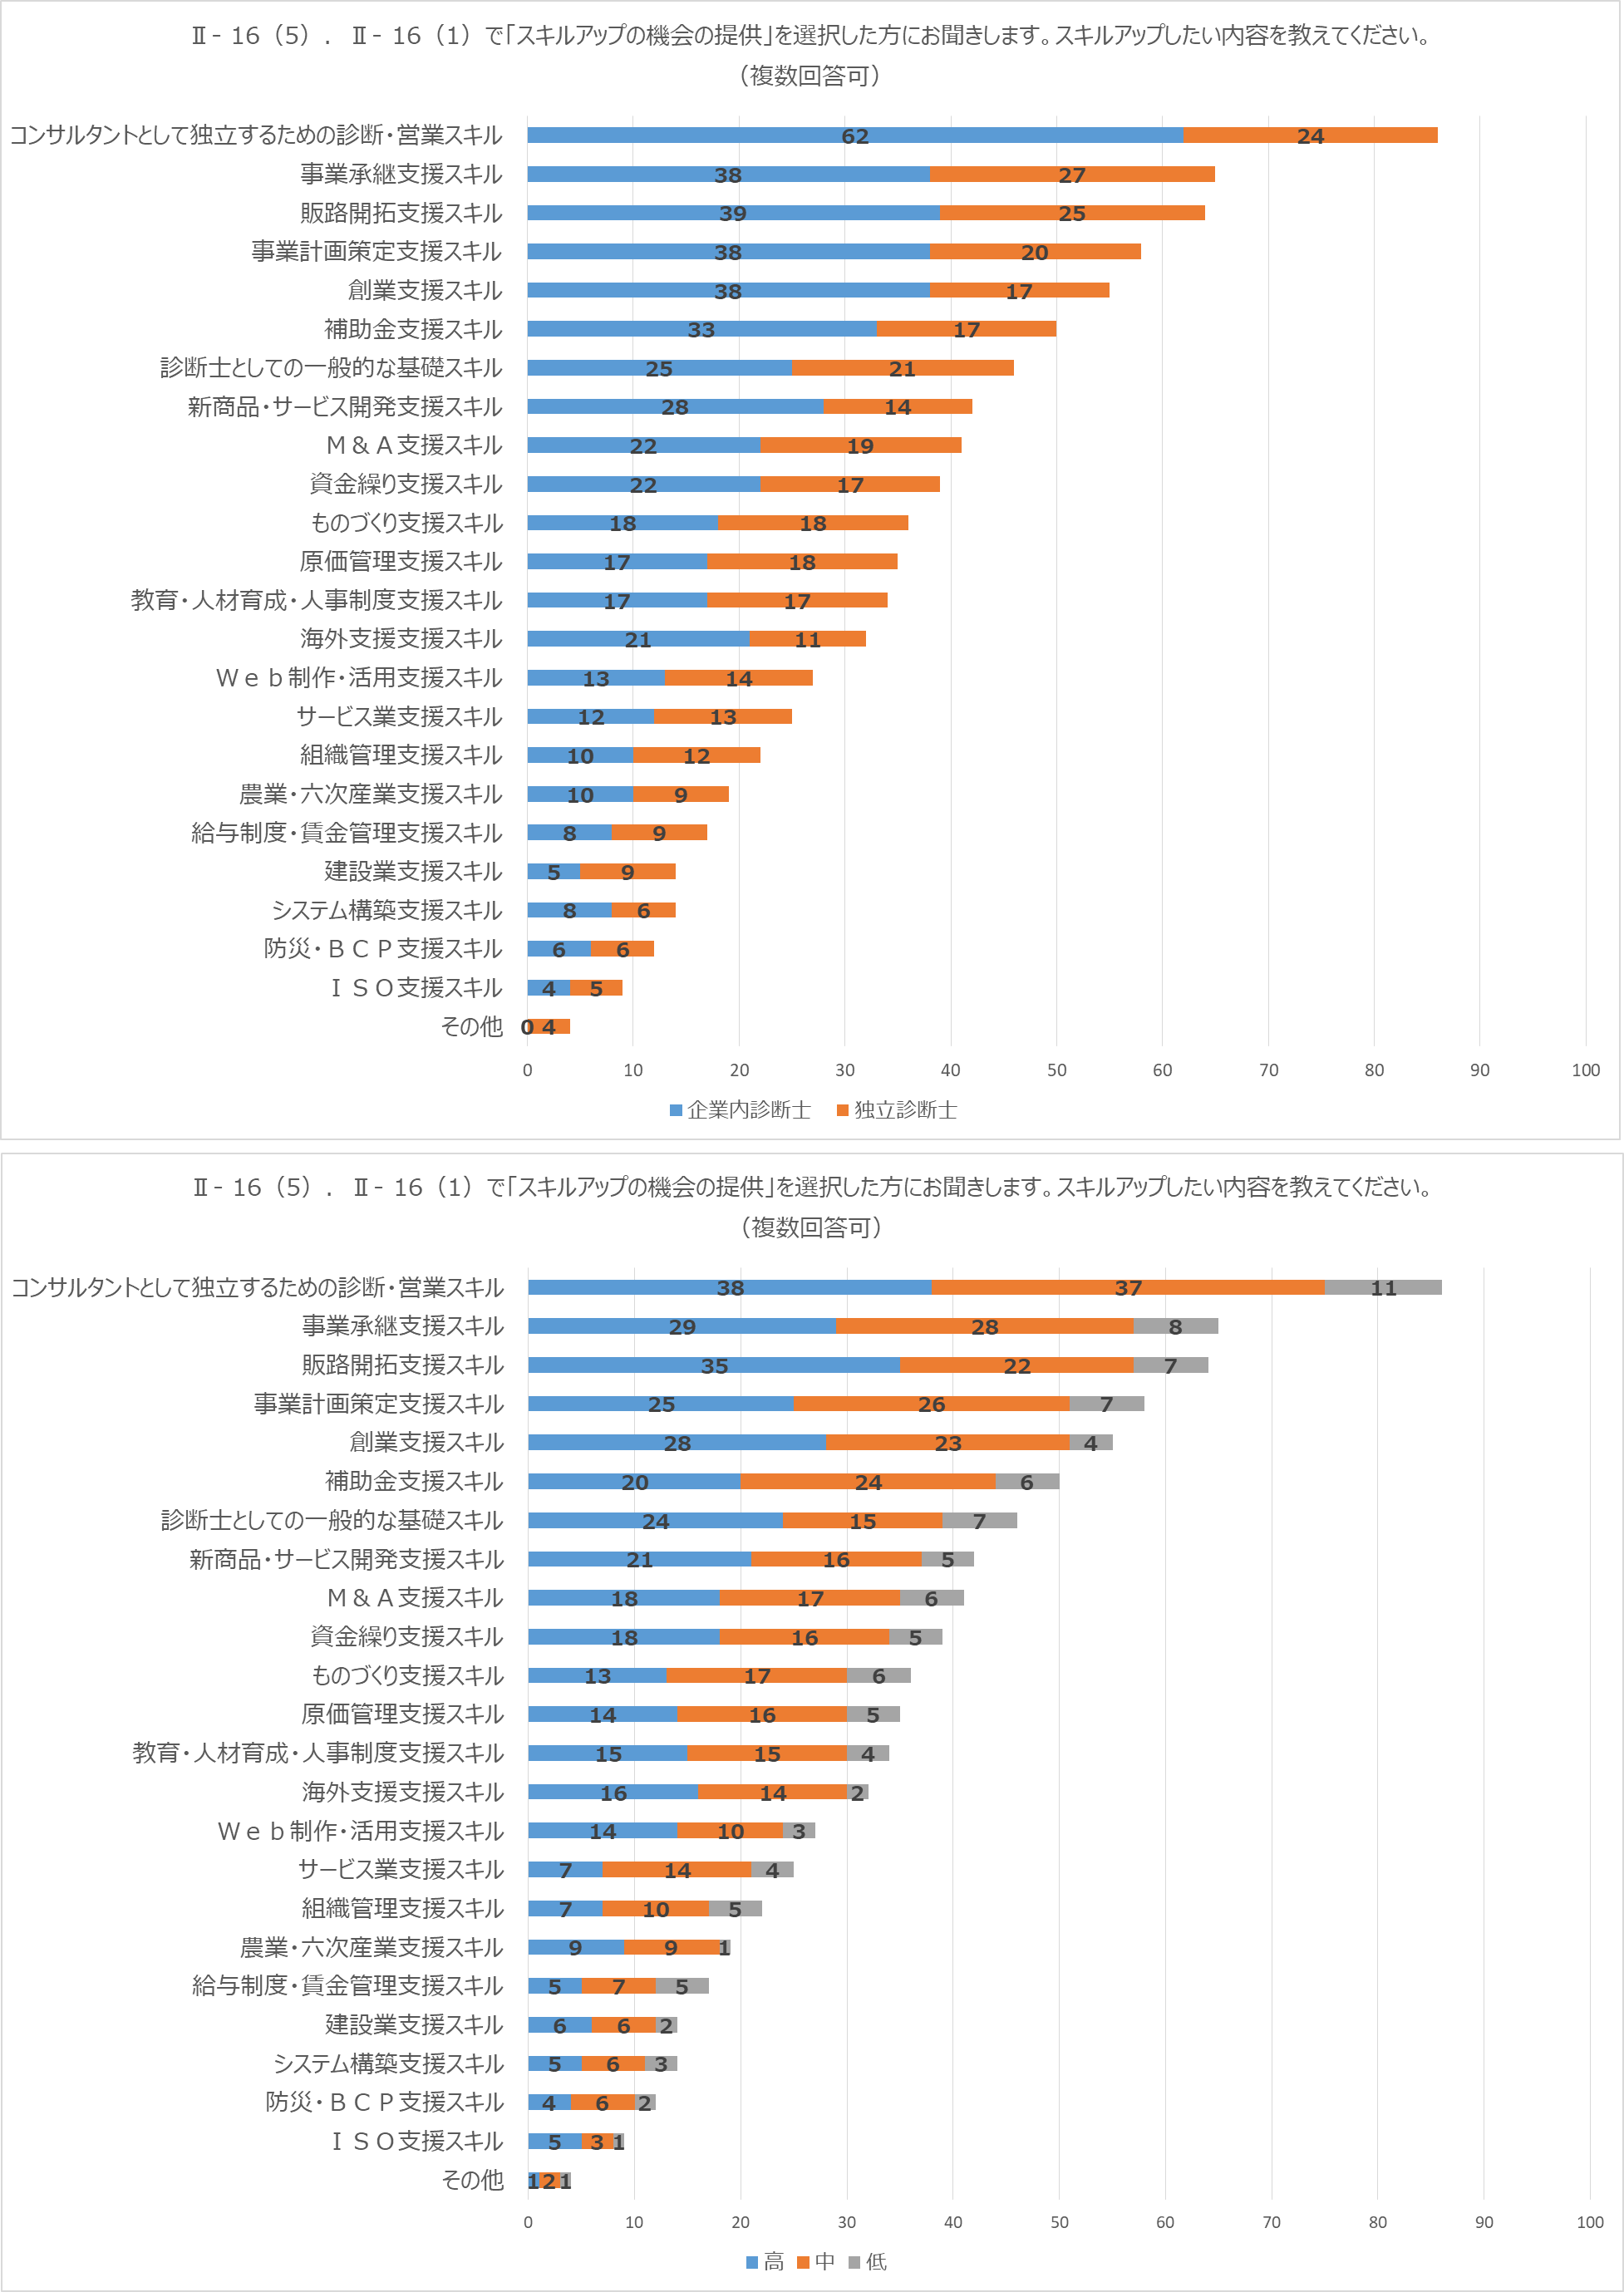 Ⅱ-16（5）． Ⅱ-16（1）で「スキルアップの機会の提供」を選択した方にお聞きします。スキルアップしたい内容を教えてください。
（複数回答可）
コンサルタントとして独立するための診断・営業スキル 62 24
事業承継支援スキル 38 27
販路開拓支援スキル 39 25
事業計画策定支援スキル 38 20
創業支援スキル 38 17
補助金支援スキル 33 17
診断士としての一般的な基礎スキル 25 21
新商品・サービス開発支援スキル 28 14
Ｍ＆Ａ支援スキル 22 19
資金繰り支援スキル 22 17
ものづくり支援スキル 18 18
原価管理支援スキル 17 18
教育・人材育成・人事制度支援スキル 17 17
海外支援支援スキル 21 11
Ｗｅｂ制作・活用支援スキル 13 14
サービス業支援スキル 12 13
組織管理支援スキル 10 12
農業・六次産業支援スキル 10 9
給与制度・賃金管理支援スキル 8 9
建設業支援スキル 5 9
システム構築支援スキル 8 6
防災・ＢＣＰ支援スキル 6 6
ＩＳＯ支援スキル 4 5
その他 0 4
0 10 20 30 40 50 60 70 80 90 100
企業内診断士 独立診断士
Ⅱ-16（5）． Ⅱ-16（1）で「スキルアップの機会の提供」を選択した方にお聞きします。スキルアップしたい内容を教えてください。
（複数回答可）
コンサルタントとして独立するための診断・営業スキル 38 37 11
事業承継支援スキル 29 28 8
販路開拓支援スキル 35 22 7
事業計画策定支援スキル 25 26 7
創業支援スキル 28 23 4
補助金支援スキル 20 24 6
診断士としての一般的な基礎スキル 24 15 7
新商品・サービス開発支援スキル 21 16 5
Ｍ＆Ａ支援スキル 18 17 6
資金繰り支援スキル 18 16 5
ものづくり支援スキル 13 17 6
原価管理支援スキル 14 16 5
教育・人材育成・人事制度支援スキル 15 15 4
海外支援支援スキル 16 14 2
Ｗｅｂ制作・活用支援スキル 14 10 3
サービス業支援スキル 7 14 4
組織管理支援スキル 7 10 5
農業・六次産業支援スキル 9 9 1
給与制度・賃金管理支援スキル 5 7 5
建設業支援スキル 6 6 2
システム構築支援スキル 5 6 3
防災・ＢＣＰ支援スキル 4 6 2
ＩＳＯ支援スキル 5 3 1
その他 1 2 1
0 10 20 30 40 50 60 70 80 90 100
高 中 低